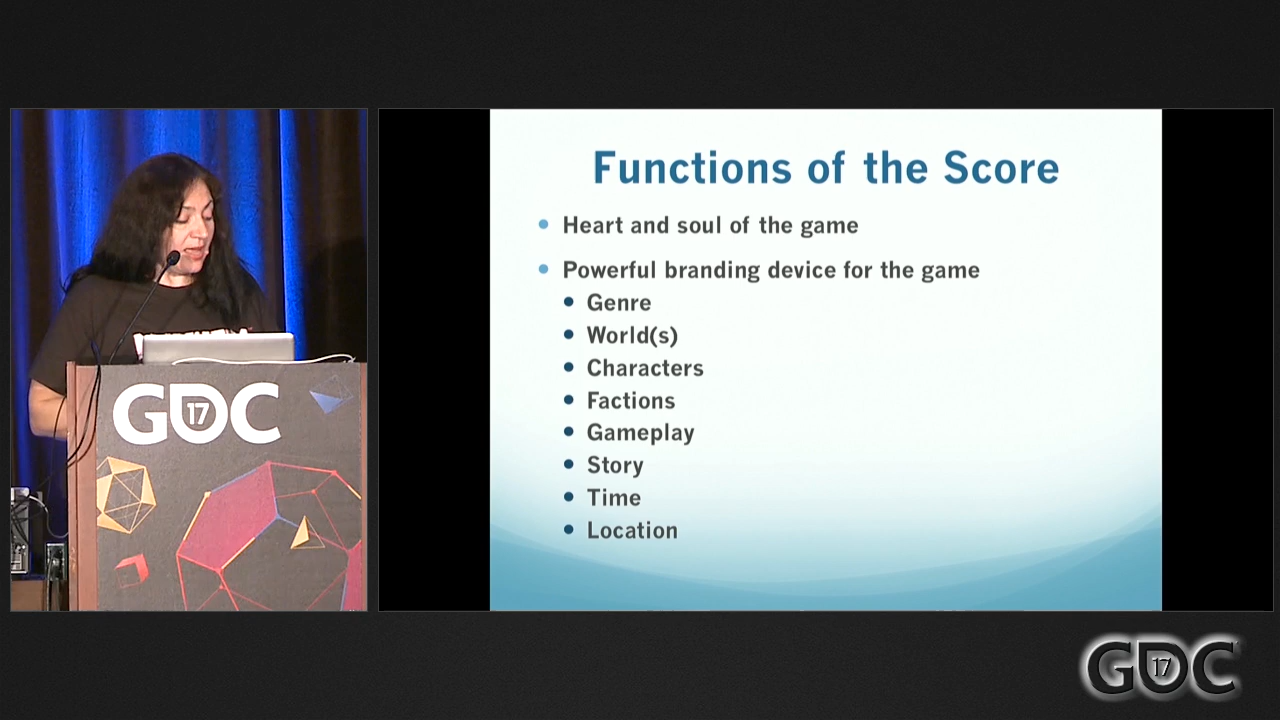 Functions of the Score
Heart and soul of the game
Powerful branding device for the game
Genre
World(s)
Characters
Factions
Gameplay
Story
Time
Location
GDC
17
GDC
17